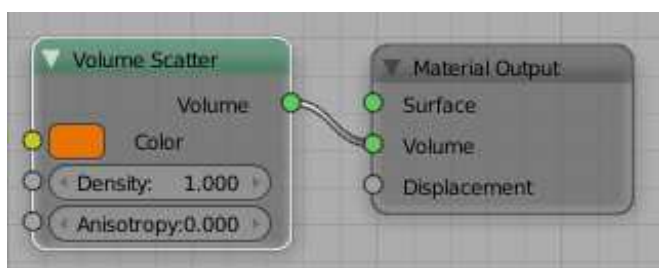 Volume Scatter
Volume
Color
Density: 1.000
Anisotropy:0.000
Material Output
Surface
Volume
Displacement